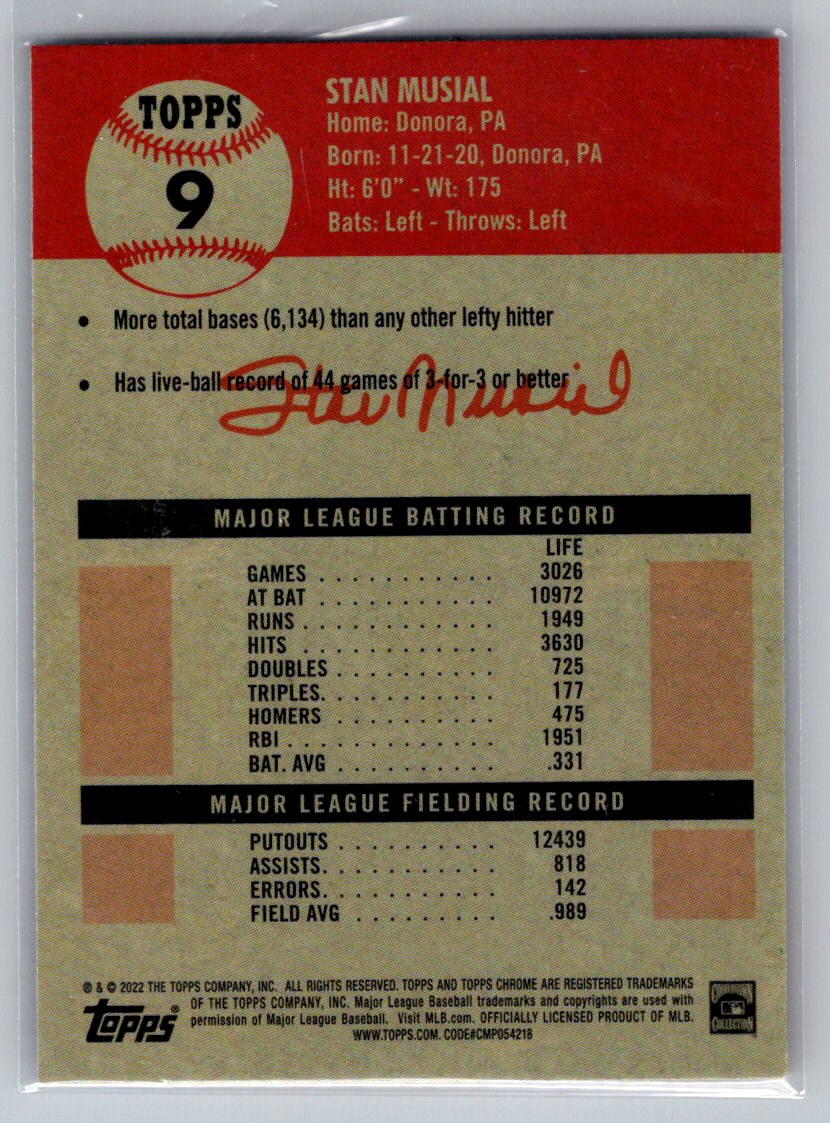 TOPPS
9
STAN MUSIAL
Home: Donora, PA
Born: 11-21-20, Donora, PA
Ht: 6'0" - Wt: 175
Bats: Left - Throws: Left
• More total bases (6,134) than any other lefty hitter
• Has live-ball record of 44 games of 3-for-3 or better
Stan Musial
MAJOR LEAGUE BATTING RECORD
LIFE
GAMES . . . . . . . . . . . 3026
AT BAT . . . . . . . . . . . 10972
RUNS . . . . . . . . . . . . 1949
HITS . . . . . . . . . . . . 3630
DOUBLES . . . . . . . . . . 725
TRIPLES. . . . . . . . . . . 177
HOMERS . . . . . . . . . . 475
RBI . . . . . . . . . . . . . 1951
BAT. AVG . . . . . . . . . . .331
MAJOR LEAGUE FIELDING RECORD
PUTOUTS . . . . . . . . . . 12439
ASSISTS. . . . . . . . . . . 818
ERRORS. . . . . . . . . . . 142
FIELD AVG . . . . . . . . . .989
® & © 2022 THE TOPPS COMPANY, INC. ALL RIGHTS RESERVED. TOPPS AND TOPPS CHROME ARE REGISTERED TRADEMARKS
OF THE TOPPS COMPANY, INC. Major League Baseball trademarks and copyrights are used with
permission of Major League Baseball. Visit MLB.com. OFFICIALLY LICENSED PRODUCT OF MLB.
WWW.TOPPS.COM. CODE#CMP054218
Topps®
COOPERSTOWN
COLLECTION